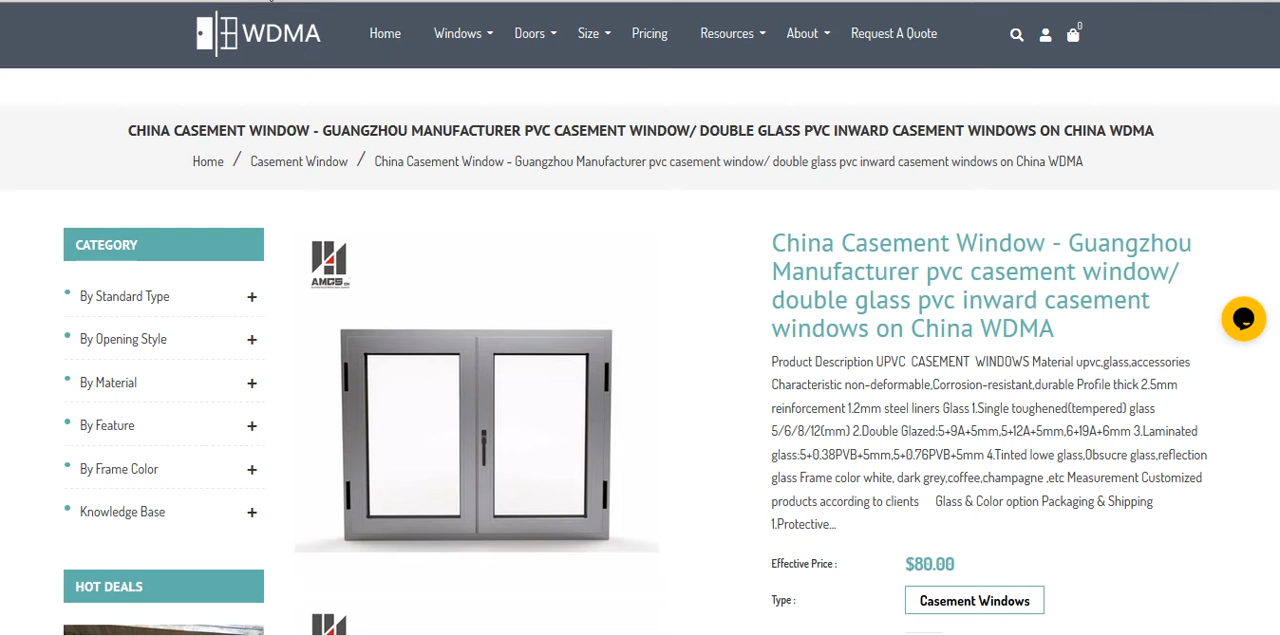 WDMA
Home
Windows
Doors
Size
Pricing
Resources
About
Request A Quote
0
CHINA CASEMENT WINDOW - GUANGZHOU MANUFACTURER PVC CASEMENT WINDOW/ DOUBLE GLASS PVC INWARD CASEMENT WINDOWS ON CHINA WDMA
Home / Casement Window / China Casement Window - Guangzhou Manufacturer pvc casement window/ double glass pvc inward casement windows on China WDMA
CATEGORY
By Standard Type +
By Opening Style +
By Material +
By Feature +
By Frame Color +
Knowledge Base +
HOT DEALS
AMGS
China Casement Window - Guangzhou
Manufacturer pvc casement window/
double glass pvc inward casement
windows on China WDMA
Product Description UPVC CASEMENT WINDOWS Material upvc,glass,accessories
Characteristic non-deformable,Corrosion-resistant,durable Profile thick 2.5mm
reinforcement 1.2mm steel liners Glass 1.Single toughened(tempered) glass
5/6/8/12(mm) 2.Double Glazed:5+9A+5mm,5+12A+5mm,6+19A+6mm 3.Laminated
glass:5+0.38PVB+5mm,5+0.76PVB+5mm 4.Tinted lowe glass,Obsucre glass,reflection
glass Frame color white, dark grey,coffee,champagne ,etc Measurement Customized
products according to clients Glass & Color option Packaging & Shipping
1.Protective...
Effective Price :
$80.00
Type :
Casement Windows